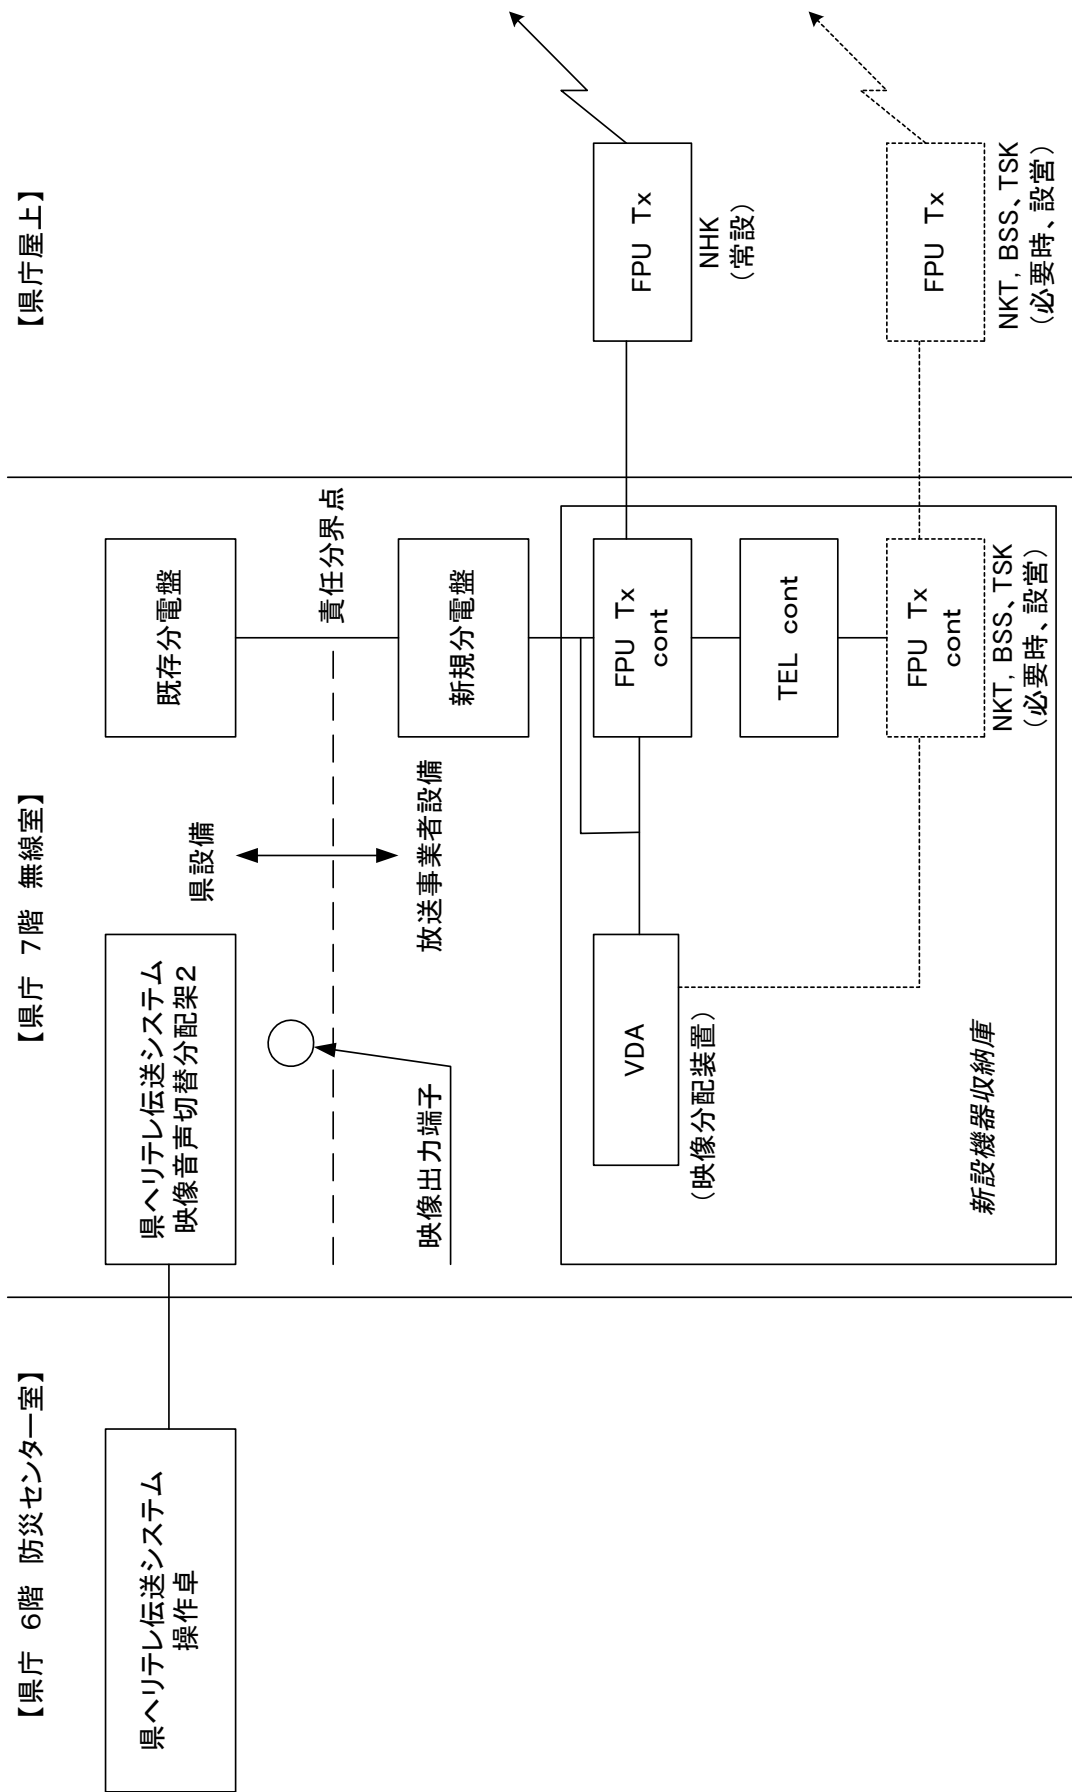 【県庁　6階　防災センター室】
県ヘリテレ伝送システム
操作卓
【県庁　7階　無線室】
県ヘリテレ伝送システム
映像音声切替分配架2
既存分電盤
県設備
責任分界点
映像出力端子
放送事業者設備
新規分電盤
VDA
(映像分配装置)
FPU Tx
cont
TEL cont
FPU Tx
cont
NKT, BSS、TSK
(必要時、設営)
新設機器収納庫
【県庁屋上】
FPU Tx
NHK
(常設)
FPU Tx
NKT, BSS、TSK
(必要時、設営)